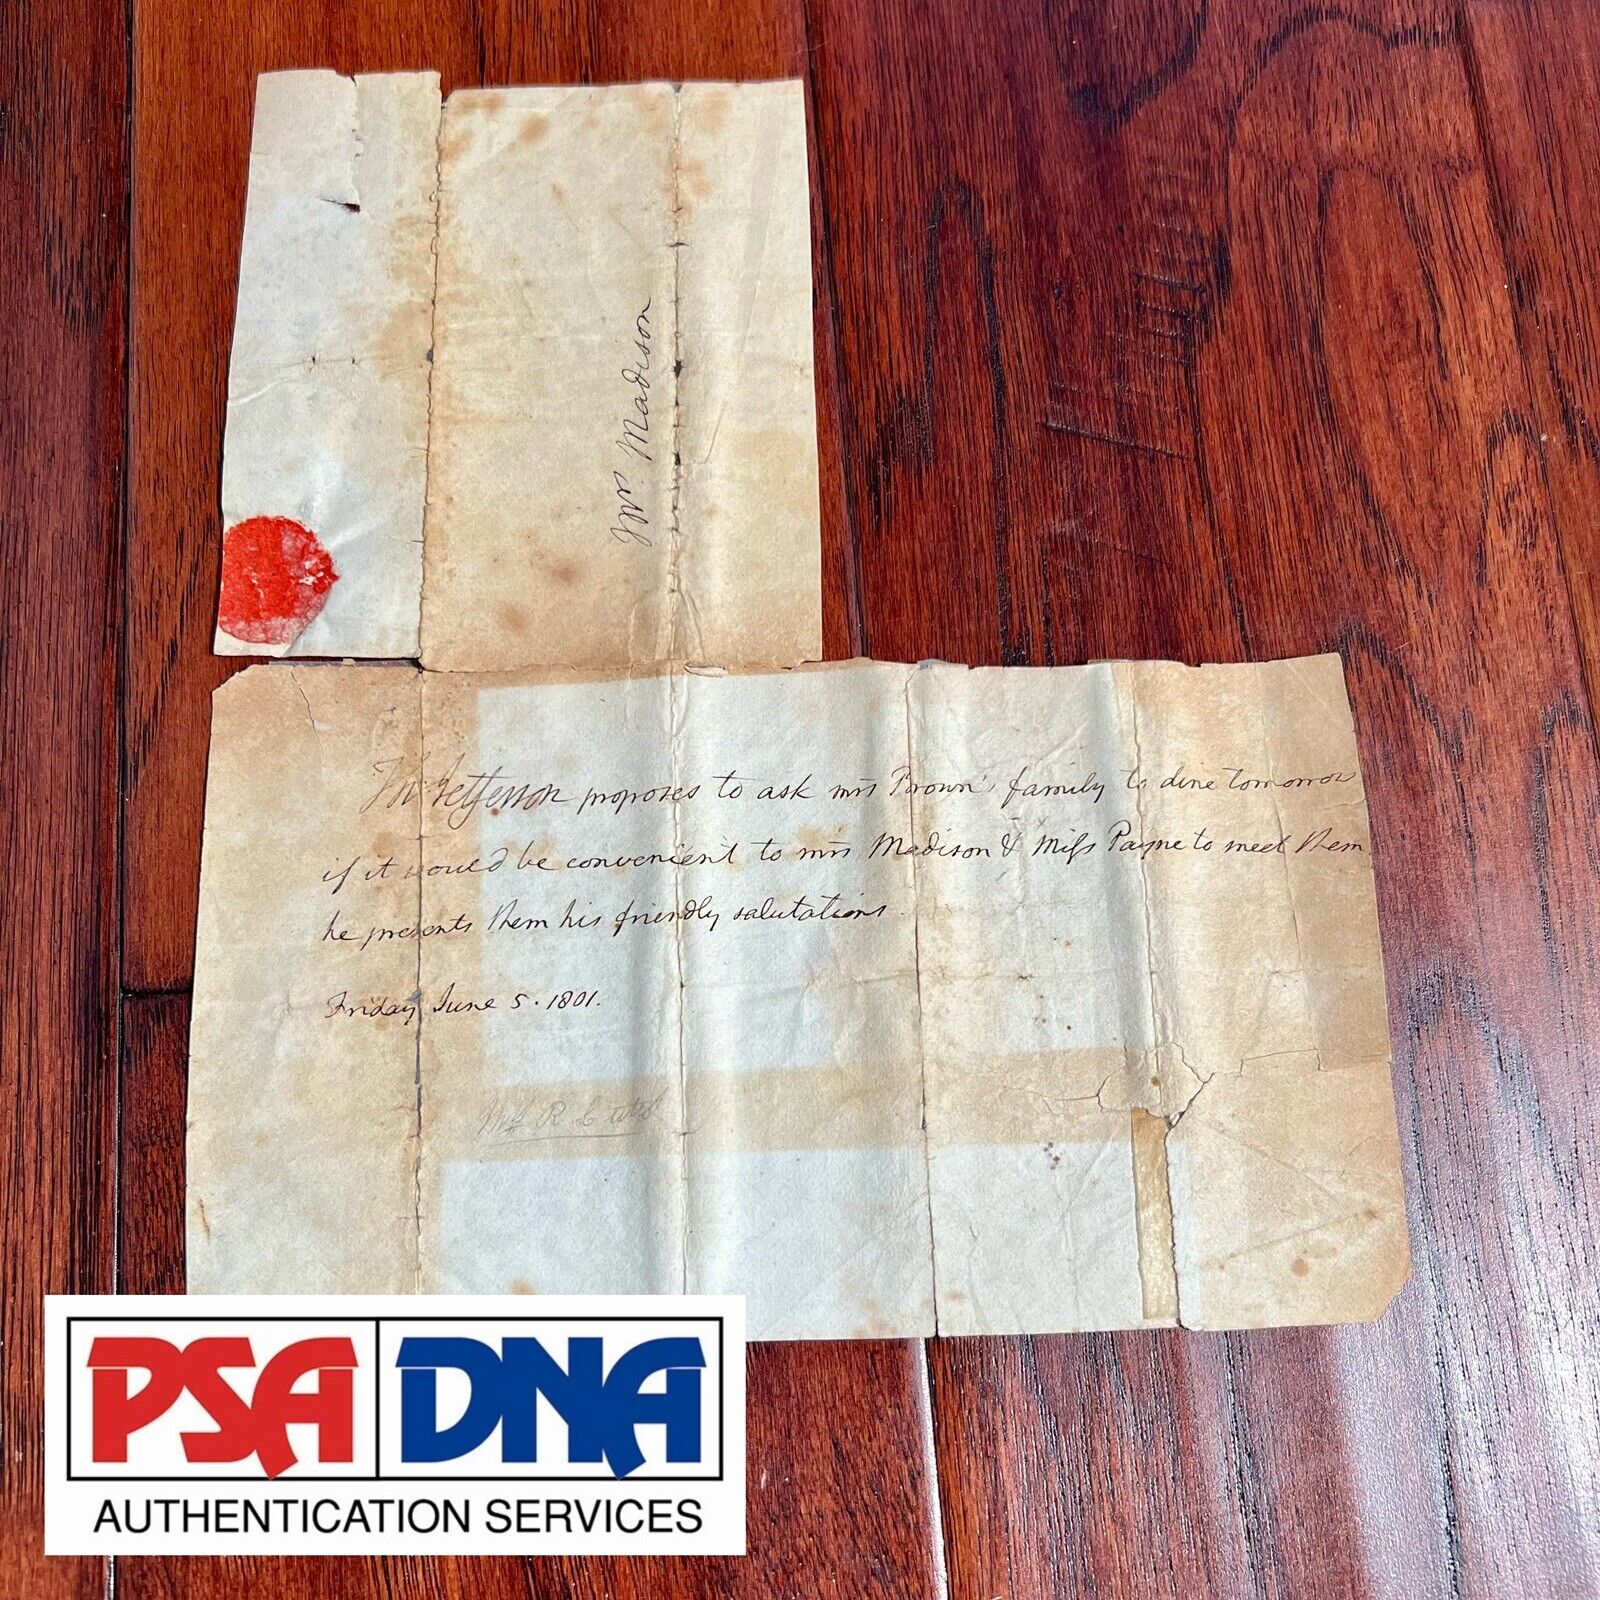 Mr. Madison
Th: Jefferson proposes to ask mrs Brown's family to dine tomorrow
if it would be convenient to mrs Madison & Miss Payne to meet them
he presents them his friendly salutations.
Friday June 5. 1801.
PSA DNA
AUTHENTICATION SERVICES